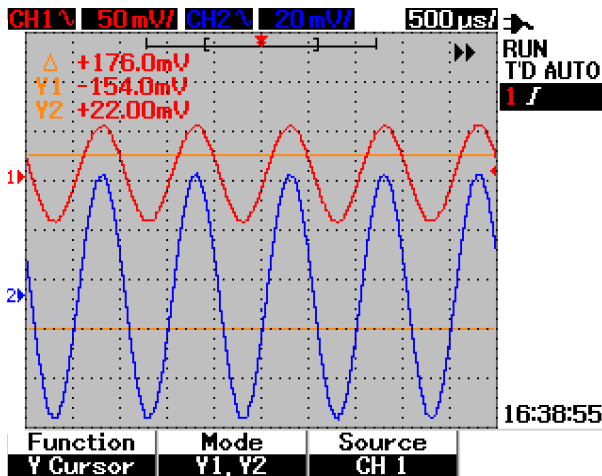 CH1∿ 50mV/ CH2∿ 20mV/ 500µs/
RUN
T'D AUTO
1
Δ +176.0mV
Y1 -154.0mV
Y2 +22.00mV
1
2
16:38:55
Function Mode Source
Y Cursor Y1,Y2 CH 1